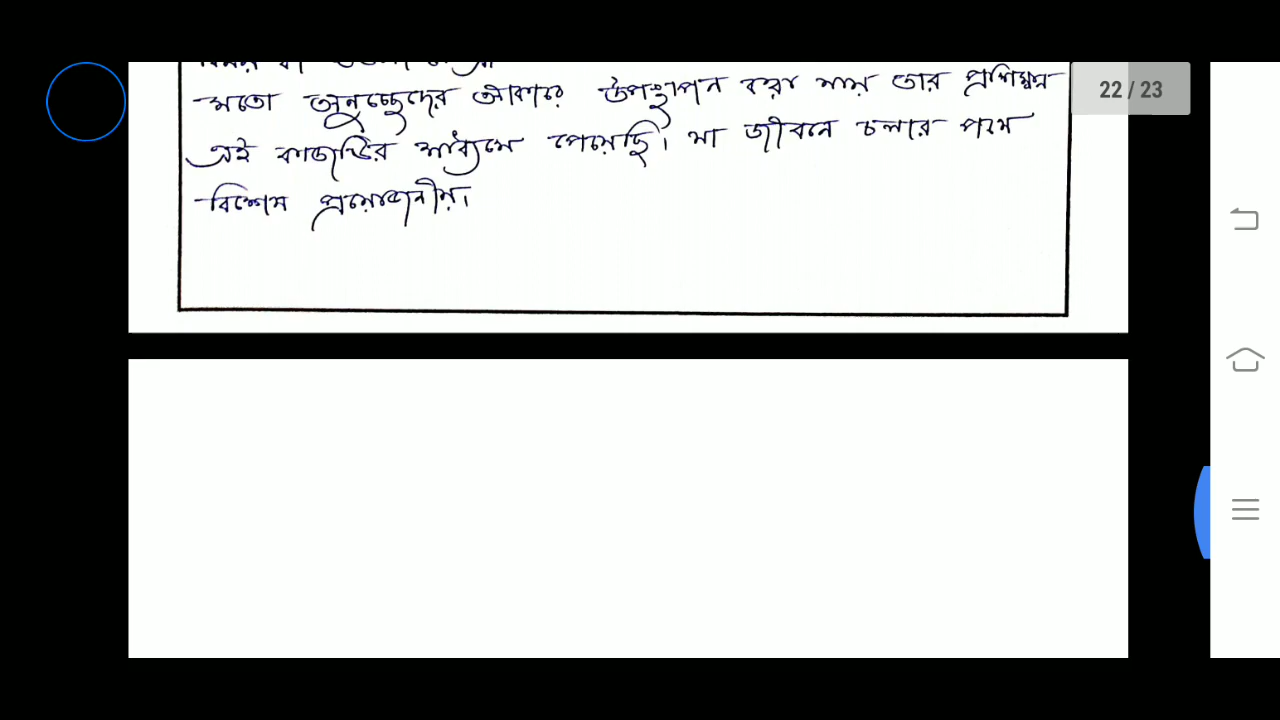 মতো অনুচ্ছেদের আকারে উপস্থাপন করা যায় তার প্রশিক্ষণ
এই কাজটির মাধ্যমে পেয়েছি। যা জীবনে চলার পথে
বিশেষ প্রয়োজনীয়।
22 / 23